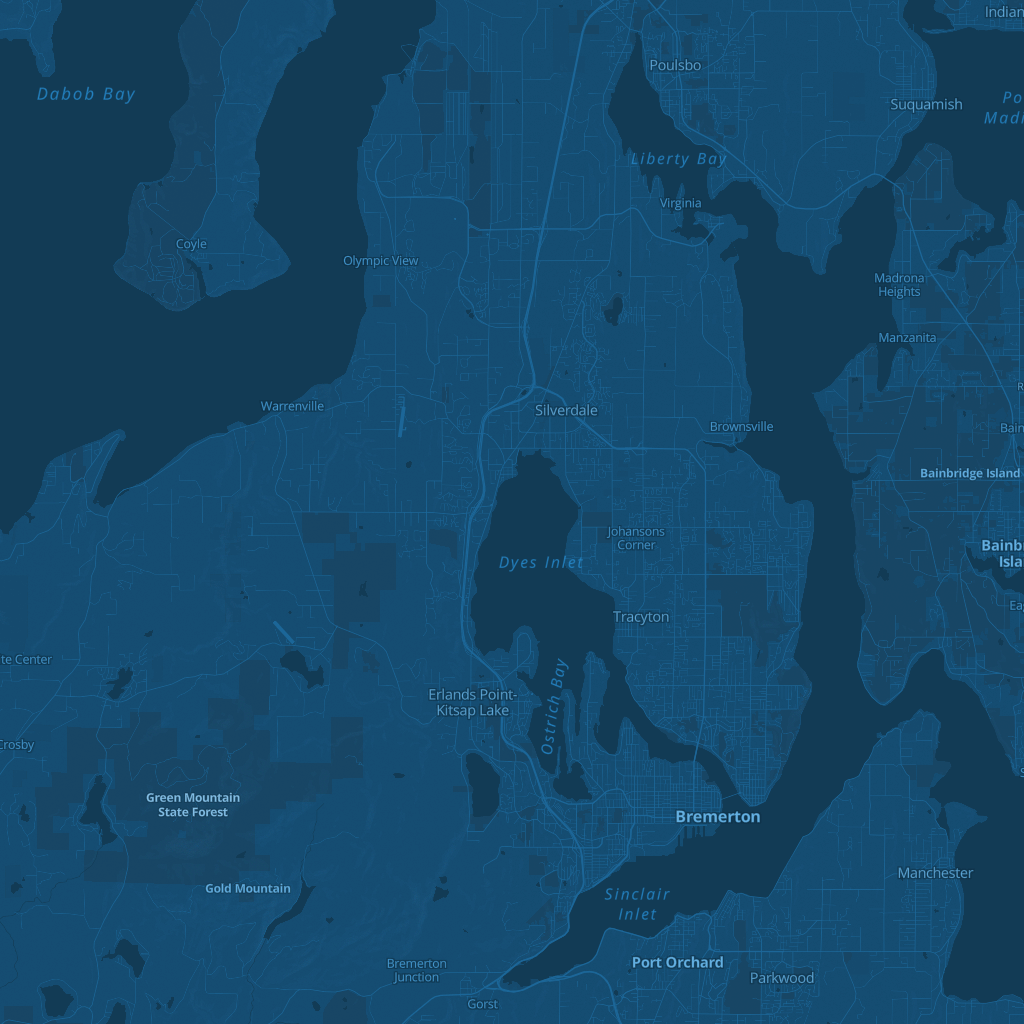 Indian
Poulsbo
Dabob Bay
Suquamish
Po
Madi
Liberty Bay
Virginia
Coyle
Olympic View
Madrona
Heights
Manzanita
R
Warrenville
Silverdale
Brownsville
Bain
Bainbridge Island
Johansons
Corner
Bainbr
Isla
Dyes Inlet
Eag
Tracyton
te Center
Ostrich Bay
Erlands Point-
Kitsap Lake
Crosby
S
Green Mountain
State Forest
Bremerton
Manchester
Gold Mountain
Sinclair
Inlet
Bremerton
Junction
Port Orchard
Parkwood
Gorst